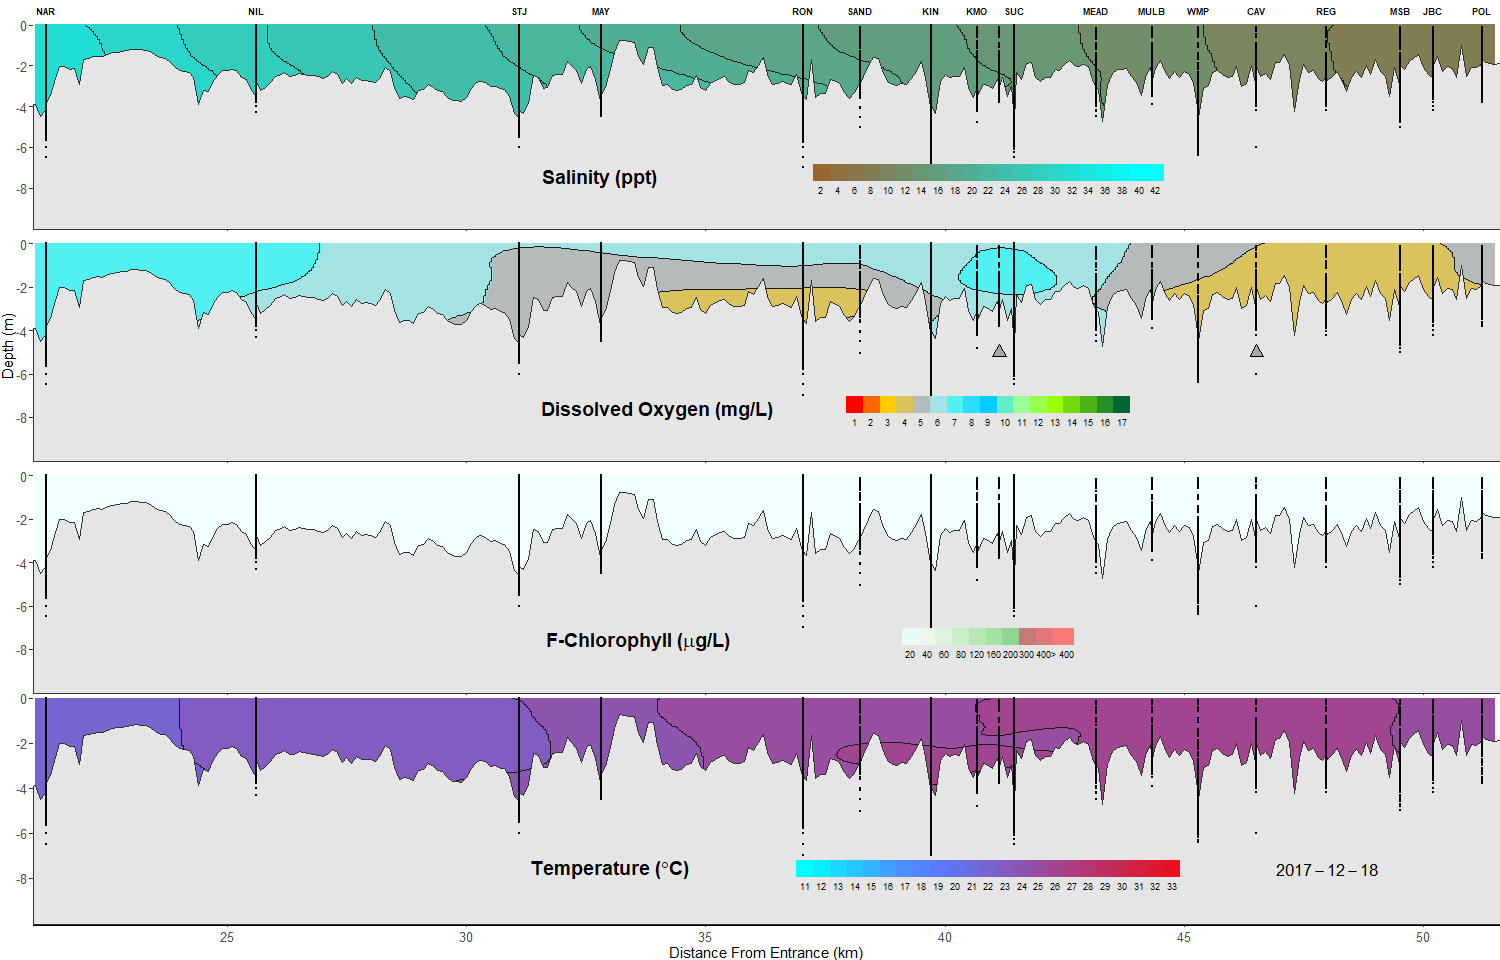 NAR NIL STJ MAY RON SAND KIN KMO SUC MEAD MULB WMP CAV REG MSB JBC POL
0
-2
-4
-6
-8
Salinity (ppt)
2 4 6 8 10 12 14 16 18 20 22 24 26 28 30 32 34 36 38 40 42
0
-2
-4
-6
-8
Depth (m)
Dissolved Oxygen (mg/L)
1 2 3 4 5 6 7 8 9 10 11 12 13 14 15 16 17
0
-2
-4
-6
-8
F-Chlorophyll (μg/L)
20 40 60 80 120 160 200 300 400> 400
0
-2
-4
-6
-8
Temperature (°C)
11 12 13 14 15 16 17 18 19 20 21 22 23 24 25 26 27 28 29 30 31 32 33
2017 – 12 – 18
25 30 35 40 45 50
Distance From Entrance (km)